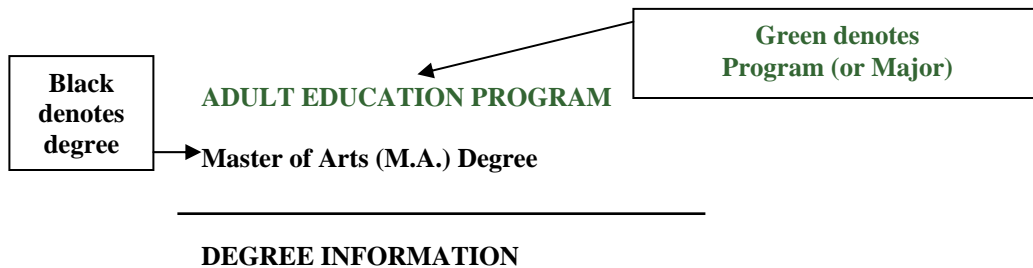 Green denotes
Program (or Major)
Black
denotes
degree
ADULT EDUCATION PROGRAM
Master of Arts (M.A.) Degree
DEGREE INFORMATION